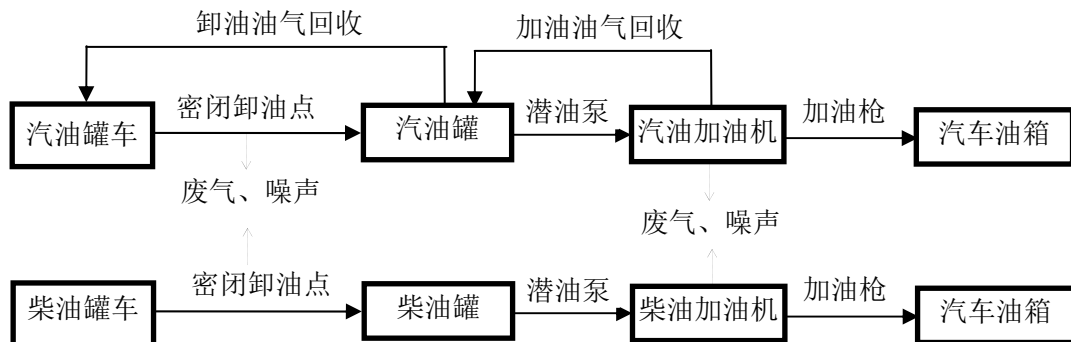 卸油油气回收
加油油气回收
密闭卸油点
潜油泵
加油枪
汽油罐车
汽油罐
汽油加油机
汽车油箱
废气、噪声
废气、噪声
密闭卸油点
潜油泵
加油枪
柴油罐车
柴油罐
柴油加油机
汽车油箱